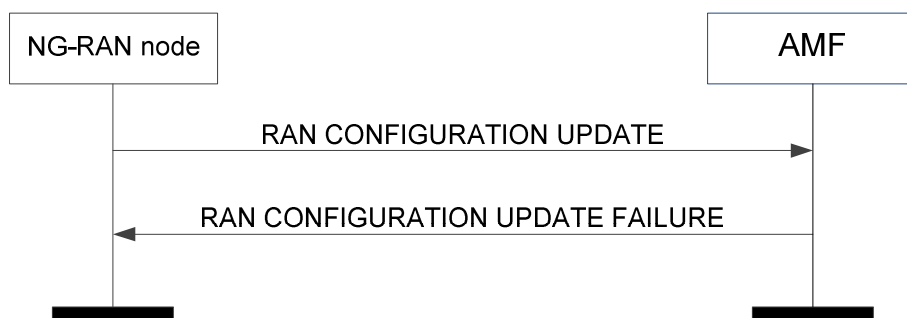 NG-RAN node
AMF
RAN CONFIGURATION UPDATE
RAN CONFIGURATION UPDATE FAILURE